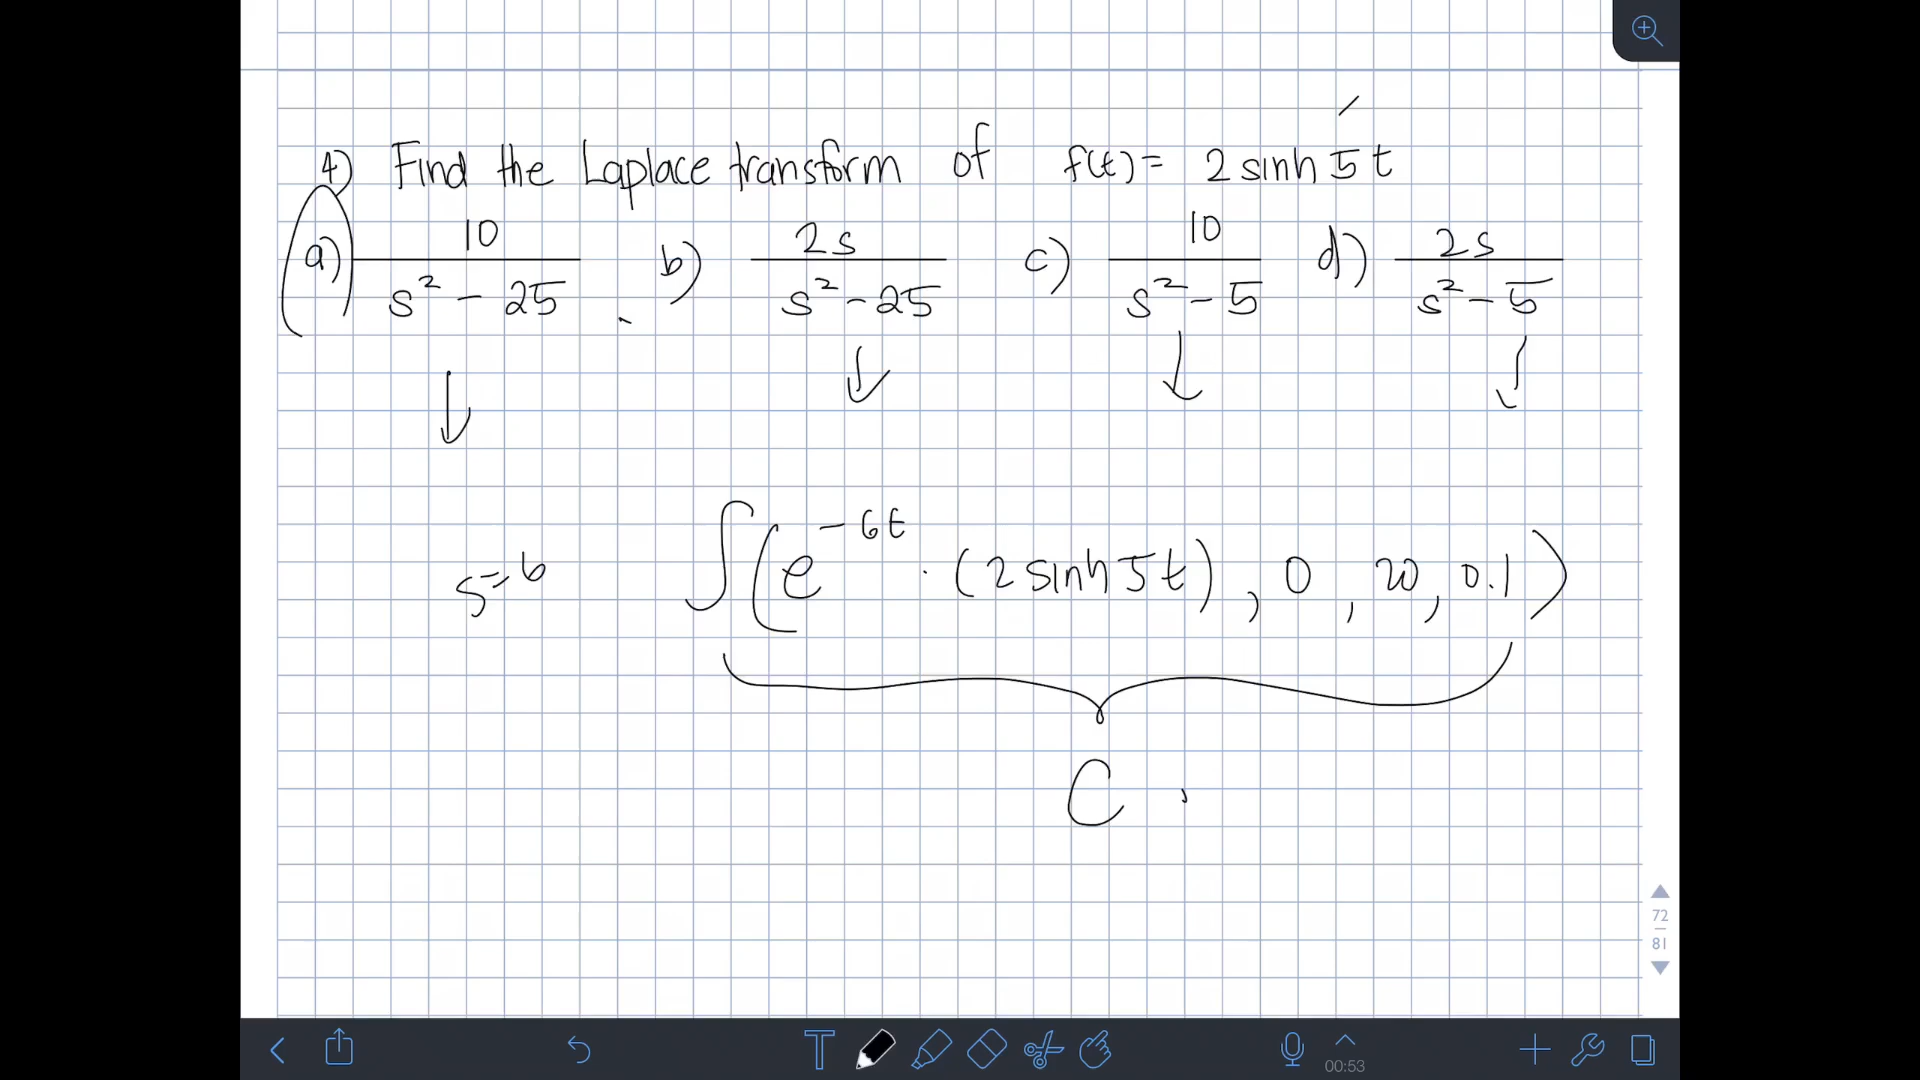 4) Find the Laplace transform of f(t) = 2 sinh 5t
a) 10/(s² - 25) b) 2s/(s² - 25) c) 10/(s² - 5) d) 2s/(s² - 5)
s=6 ∫(e^(-6t) · (2 sinh 5t), 0, 20, 0.1)
C
72
81
T
00:53